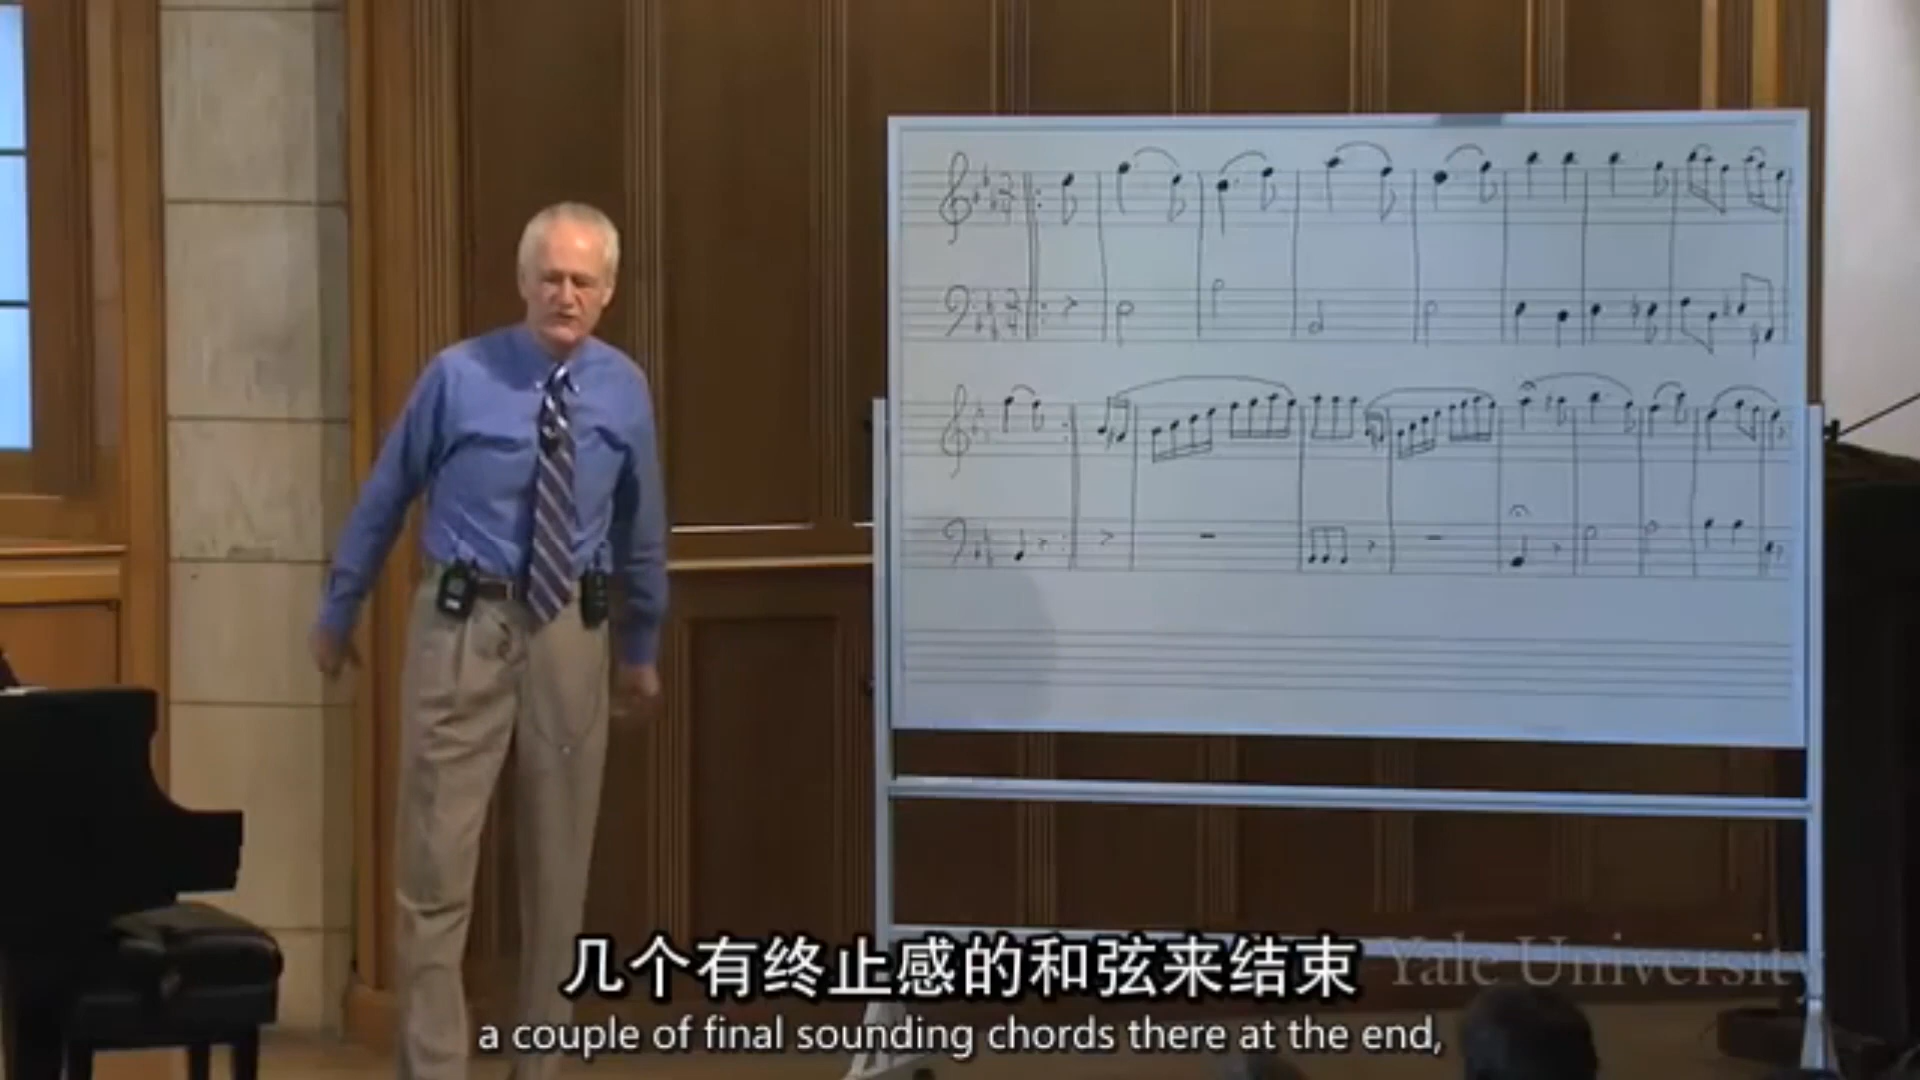 几个有终止感的和弦来结束
Yale University
a couple of final sounding chords there at the end,